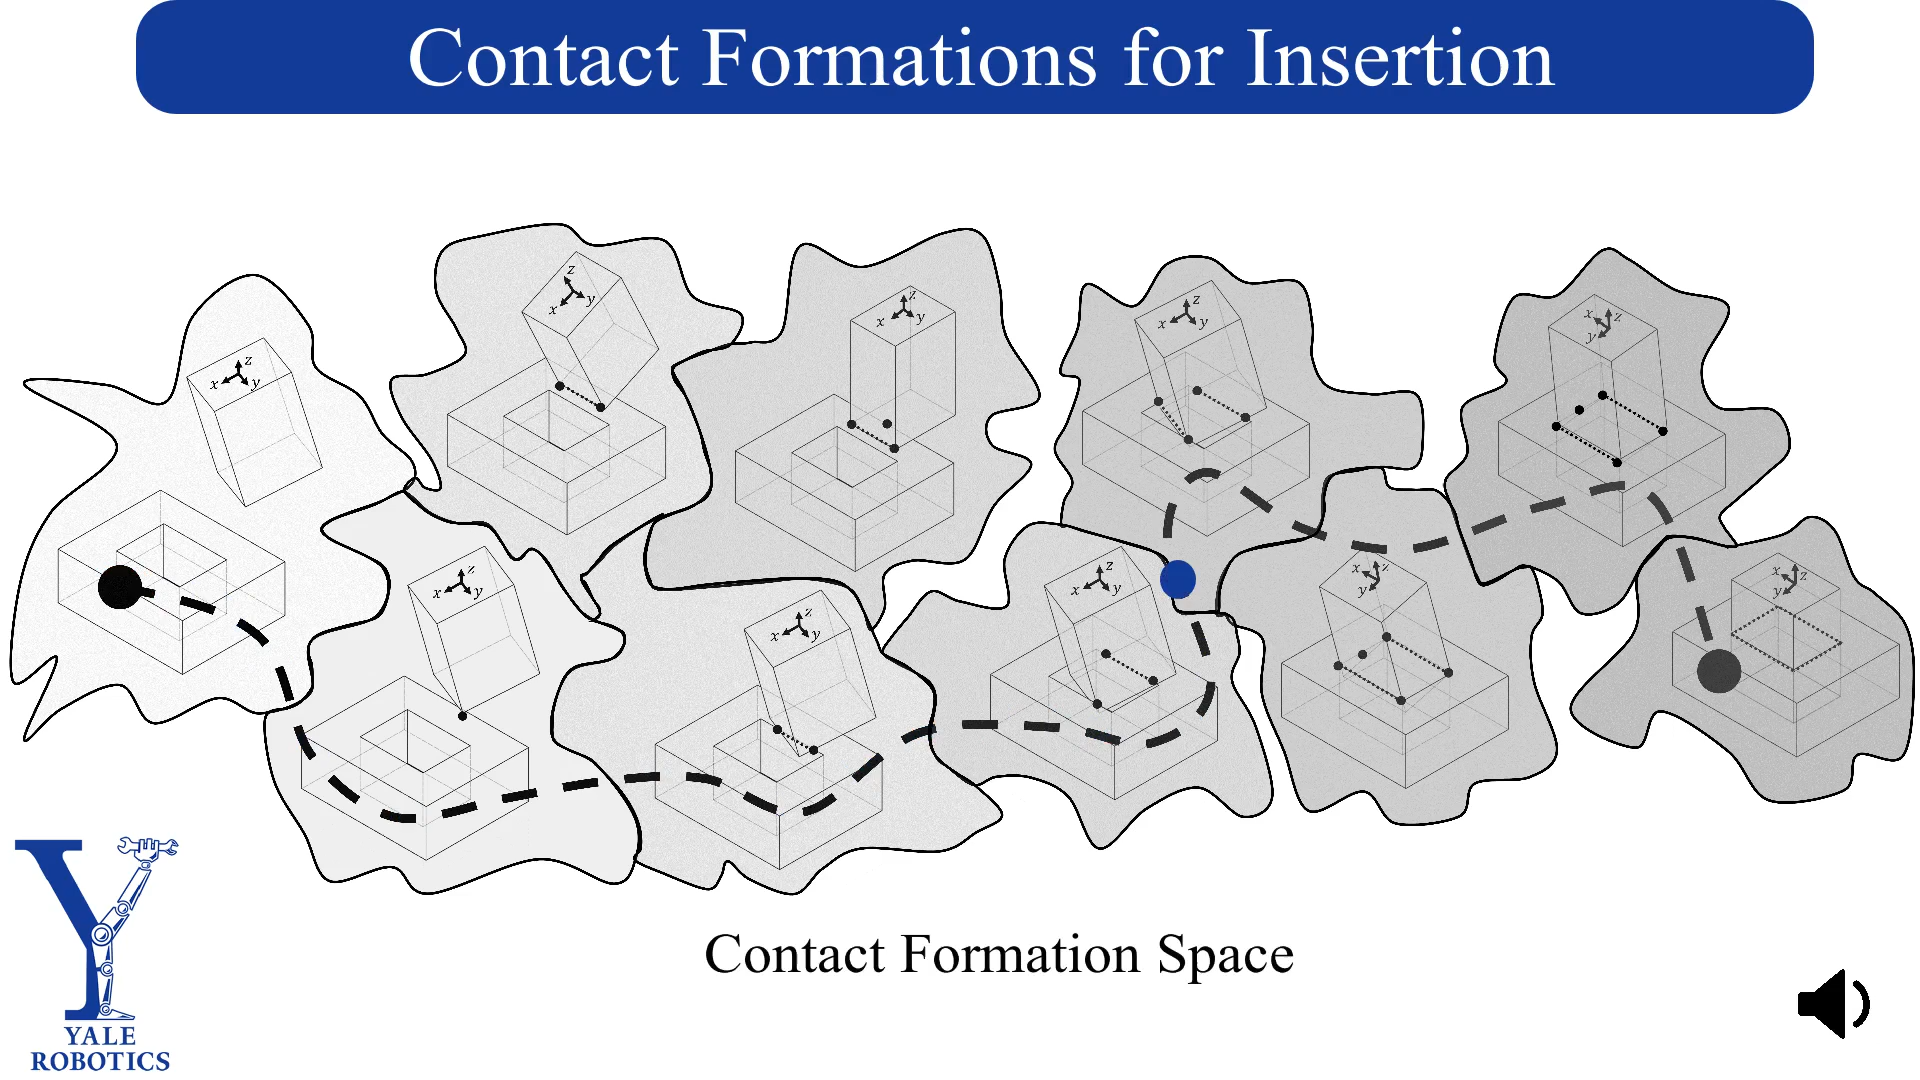 Contact Formations for Insertion
z
x
y
z
x
y
z
x
y
z
x
y
x
z
y
z
x
y
z
x
y
z
x
y
x
z
y
x
z
y
Contact Formation Space
YALE
ROBOTICS